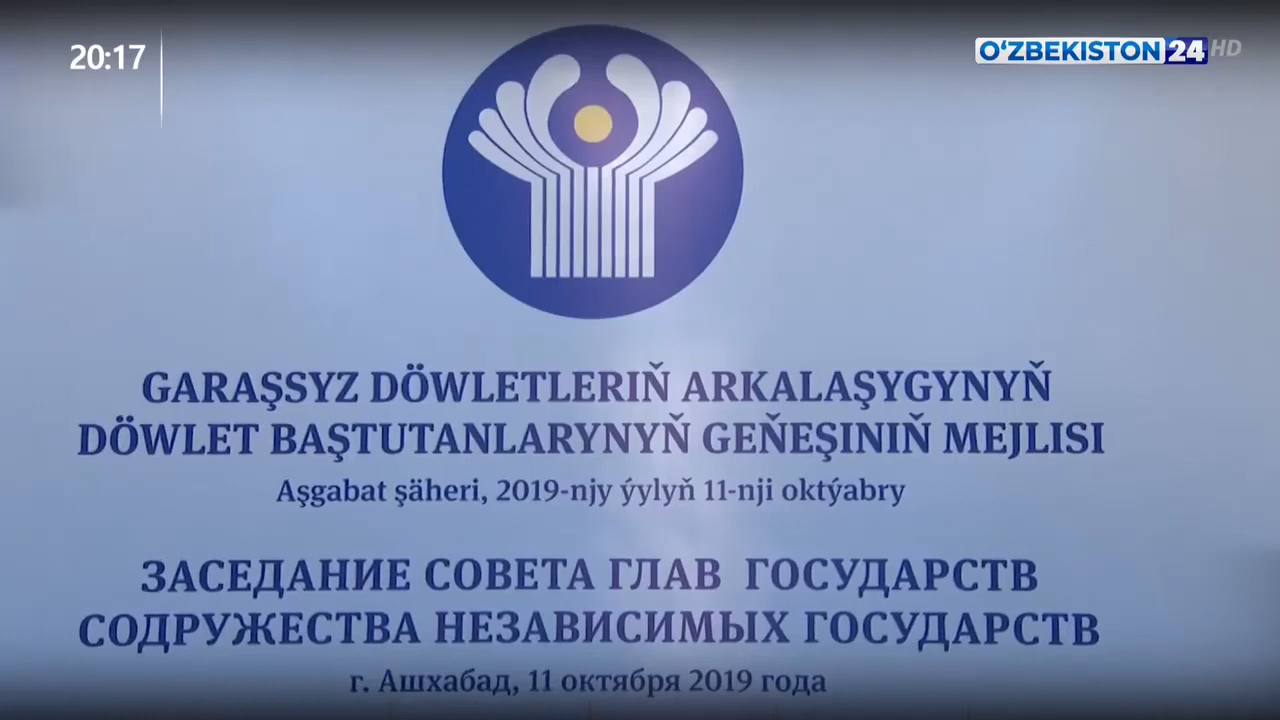 20:17
OʻZBEKISTON 24 HD
GARAŞSYZ DÖWLETLERIŇ ARKALAŞYGYNYŇ
DÖWLET BAŞTUTANLARYNYŇ GEŇEŞINIŇ MEJLISI
Aşgabat şäheri, 2019-njy ýylyň 11-nji oktýabry
ЗАСЕДАНИЕ СОВЕТА ГЛАВ ГОСУДАРСТВ
СОДРУЖЕСТВА НЕЗАВИСИМЫХ ГОСУДАРСТВ
г. Ашхабад, 11 октября 2019 года